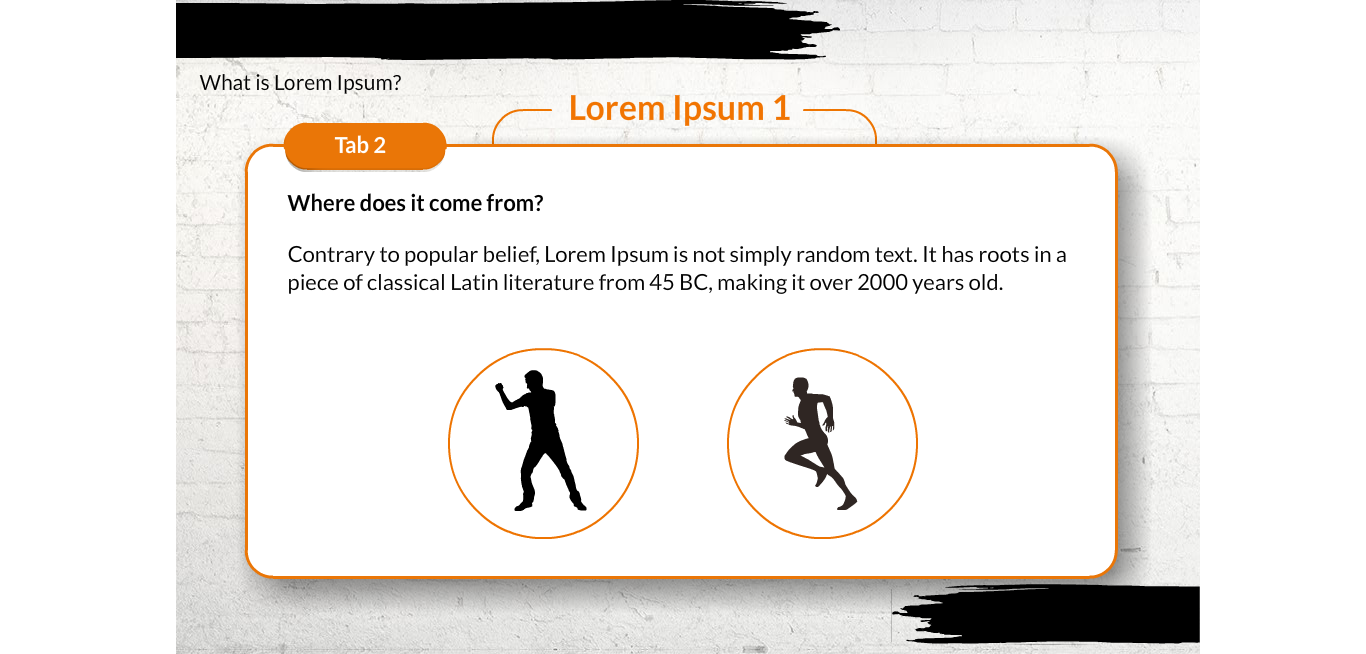 What is Lorem Ipsum?
Lorem Ipsum 1
Tab 2
Where does it come from?
Contrary to popular belief, Lorem Ipsum is not simply random text. It has roots in a
piece of classical Latin literature from 45 BC, making it over 2000 years old.